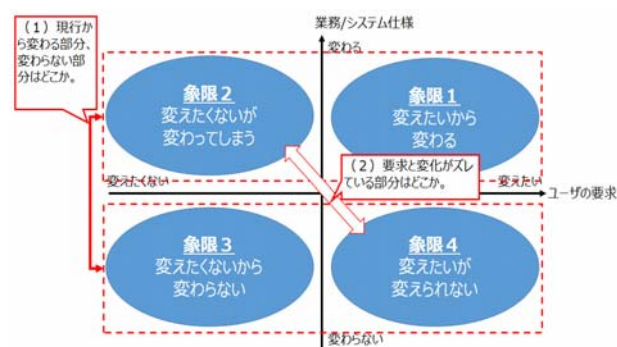 業務/システム仕様
変わる
（１）現行か
ら変わる部分、
変わらない部
分はどこか。
象限２
変えたくないが
変わってしまう
象限１
変えたいから
変わる
（２）要求と変化がズレ
ている部分はどこか。
変えたくない
変えたい
ユーザの要求
象限３
変えたくないから
変わらない
象限４
変えたいが
変えられない
変わらない